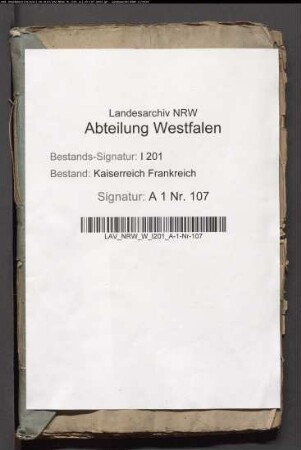 Landesarchiv NRW
Abteilung Westfalen
Bestands-Signatur: I 201
Bestand: Kaiserreich Frankreich
Signatur: A 1 Nr. 107
LAV_NRW_W_I201_A-1-Nr-107